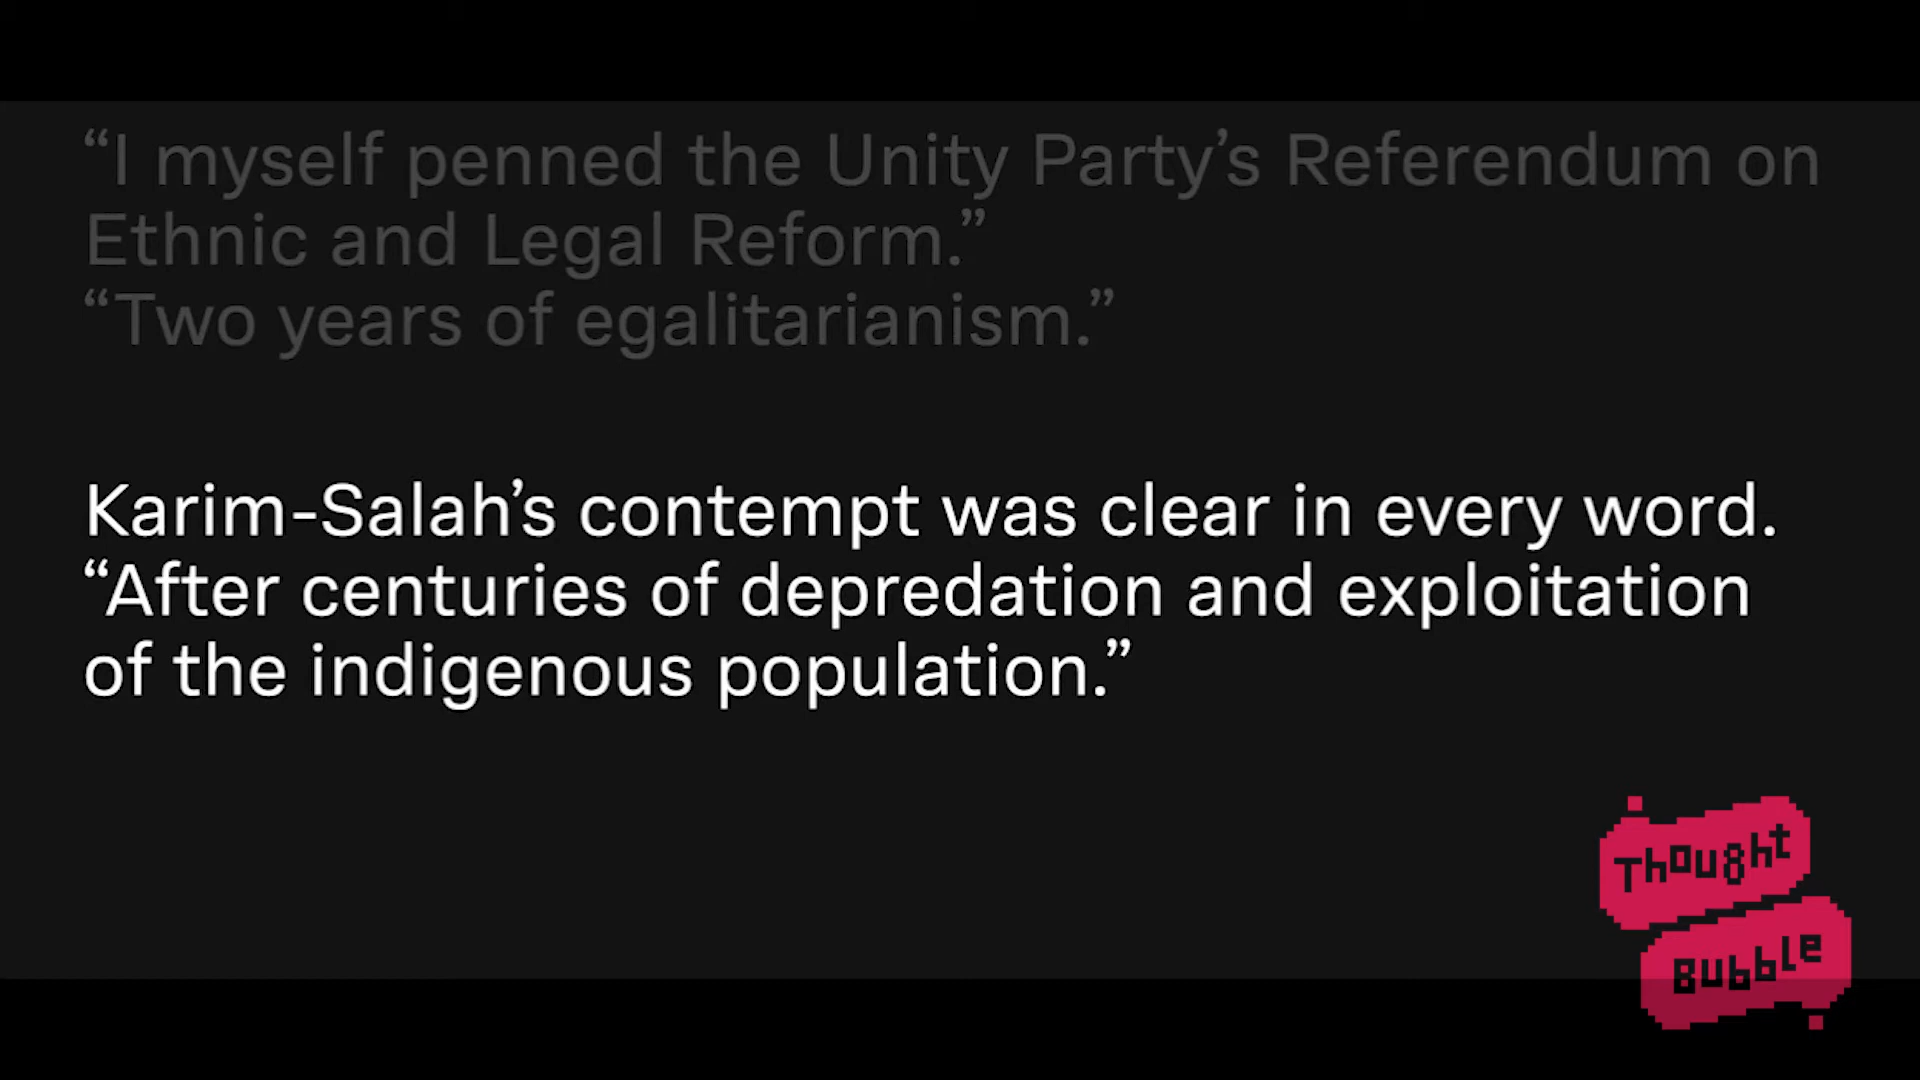 “I myself penned the Unity Party’s Referendum on
Ethnic and Legal Reform.”
“Two years of egalitarianism.”
Karim-Salah’s contempt was clear in every word.
“After centuries of depredation and exploitation
of the indigenous population.”
Thought
Bubble